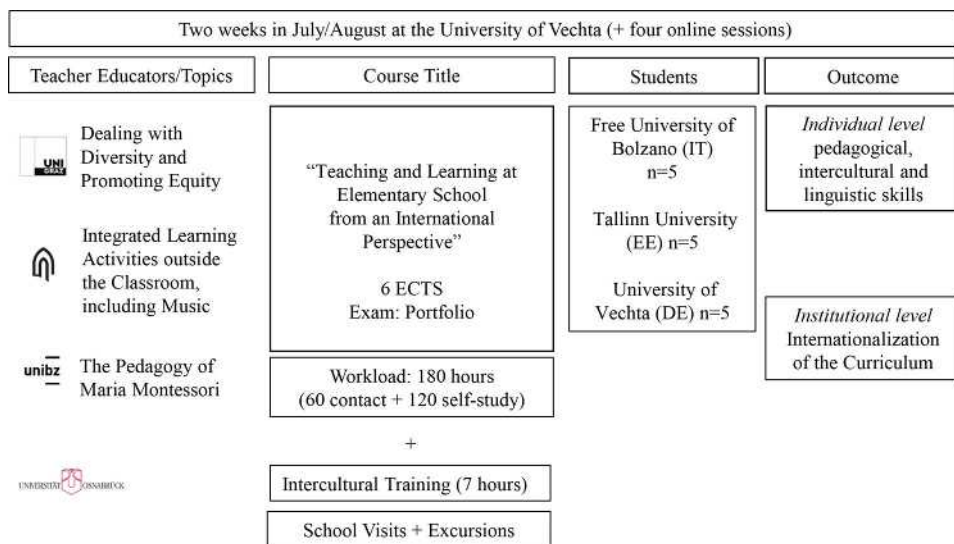 Two weeks in July/August at the University of Vechta (+ four online sessions)
Teacher Educators/Topics
UNI
GRAZ
Dealing with
Diversity and
Promoting Equity
Integrated Learning
Activities outside
the Classroom,
including Music
unibz
The Pedagogy of
Maria Montessori
UNIVERSITÄT OSNABRÜCK
Course Title
“Teaching and Learning at
Elementary School
from an International
Perspective”
6 ECTS
Exam: Portfolio
Workload: 180 hours
(60 contact + 120 self-study)
+
Intercultural Training (7 hours)
School Visits + Excursions
Students
Free University of
Bolzano (IT)
n=5
Tallinn University
(EE) n=5
University of
Vechta (DE) n=5
Outcome
Individual level
pedagogical,
intercultural and
linguistic skills
Institutional level
Internationalization
of the Curriculum